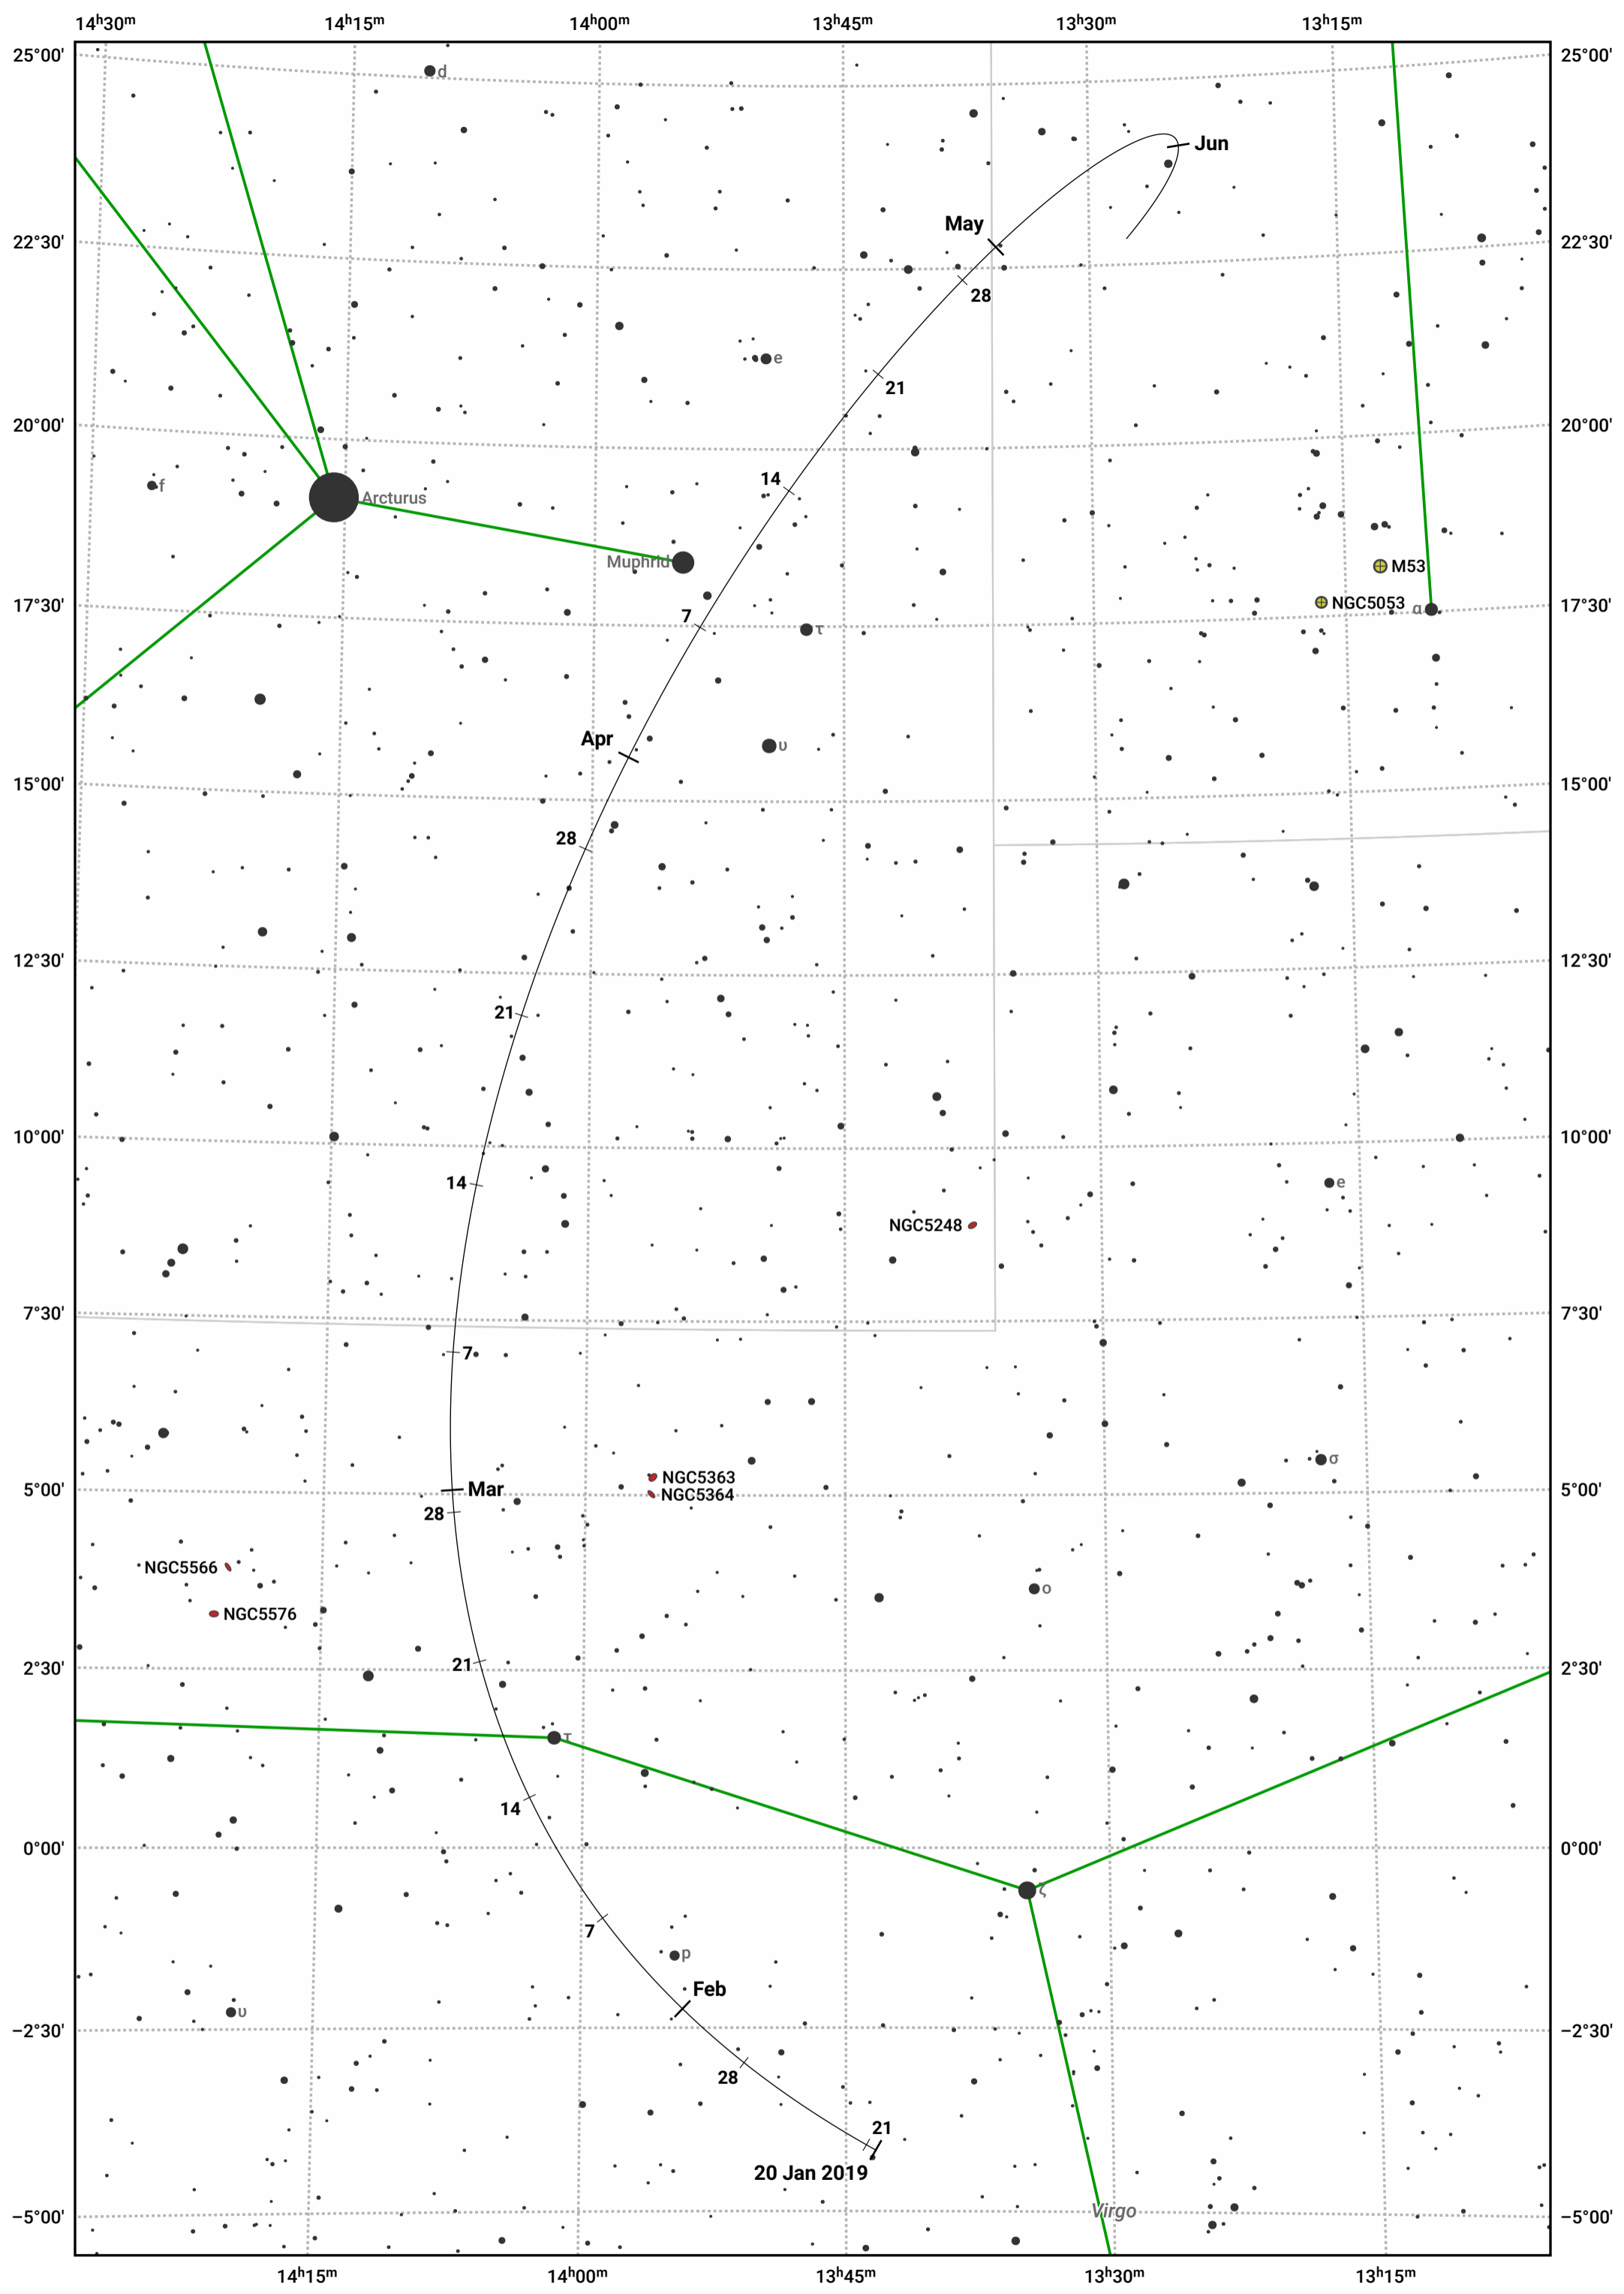 14ʰ30ᵐ 14ʰ15ᵐ 14ʰ00ᵐ 13ʰ45ᵐ 13ʰ30ᵐ 13ʰ15ᵐ
25°00' 25°00'
d
Jun
May
22°30' 22°30'
28
e
21
20°00' 20°00'
14
f
Arcturus
Muphrid
M53
17°30' NGC5053 α 17°30'
7
τ
Apr
υ
15°00' 15°00'
28
12°30' 12°30'
21
10°00' 10°00'
14
e
NGC5248
7°30' 7°30'
7
σ
NGC5363
5°00' Mar NGC5364 5°00'
28
NGC5566
o
NGC5576
21 2°30' 2°30'
τ
14
0°00' 0°00'
ζ
7
p
Feb
υ
−2°30' −2°30'
28
21
20 Jan 2019
Virgo
−5°00' −5°00'
14ʰ15ᵐ 14ʰ00ᵐ 13ʰ45ᵐ 13ʰ30ᵐ 13ʰ15ᵐ